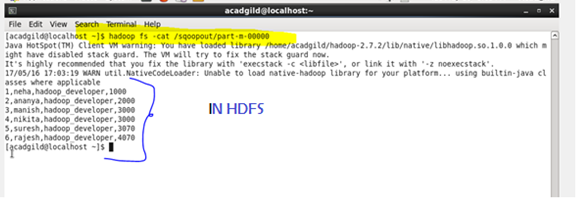 acadgild@localhost:~
File Edit View Search Terminal Help
[acadgild@localhost ~]$ hadoop fs -cat /sqoopout/part-m-00000
Java HotSpot(TM) Client VM warning: You have loaded library /home/acadgild/hadoop-2.7.2/lib/native/libhadoop.so.1.0.0 which m
ight have disabled stack guard. The VM will try to fix the stack guard now.
It's highly recommended that you fix the library with 'execstack -c <libfile>', or link it with '-z noexecstack'.
17/05/16 17:03:19 WARN util.NativeCodeLoader: Unable to load native-hadoop library for your platform... using builtin-java cl
asses where applicable
1,neha,hadoop_developer,1000
2,ananya,hadoop_developer,2000
3,manish,hadoop_developer,3000
4,nikita,hadoop_developer,3000
5,suresh,hadoop_developer,3070
6,rajesh,hadoop_developer,4070
[acadgild@localhost ~]$
IN HDFS